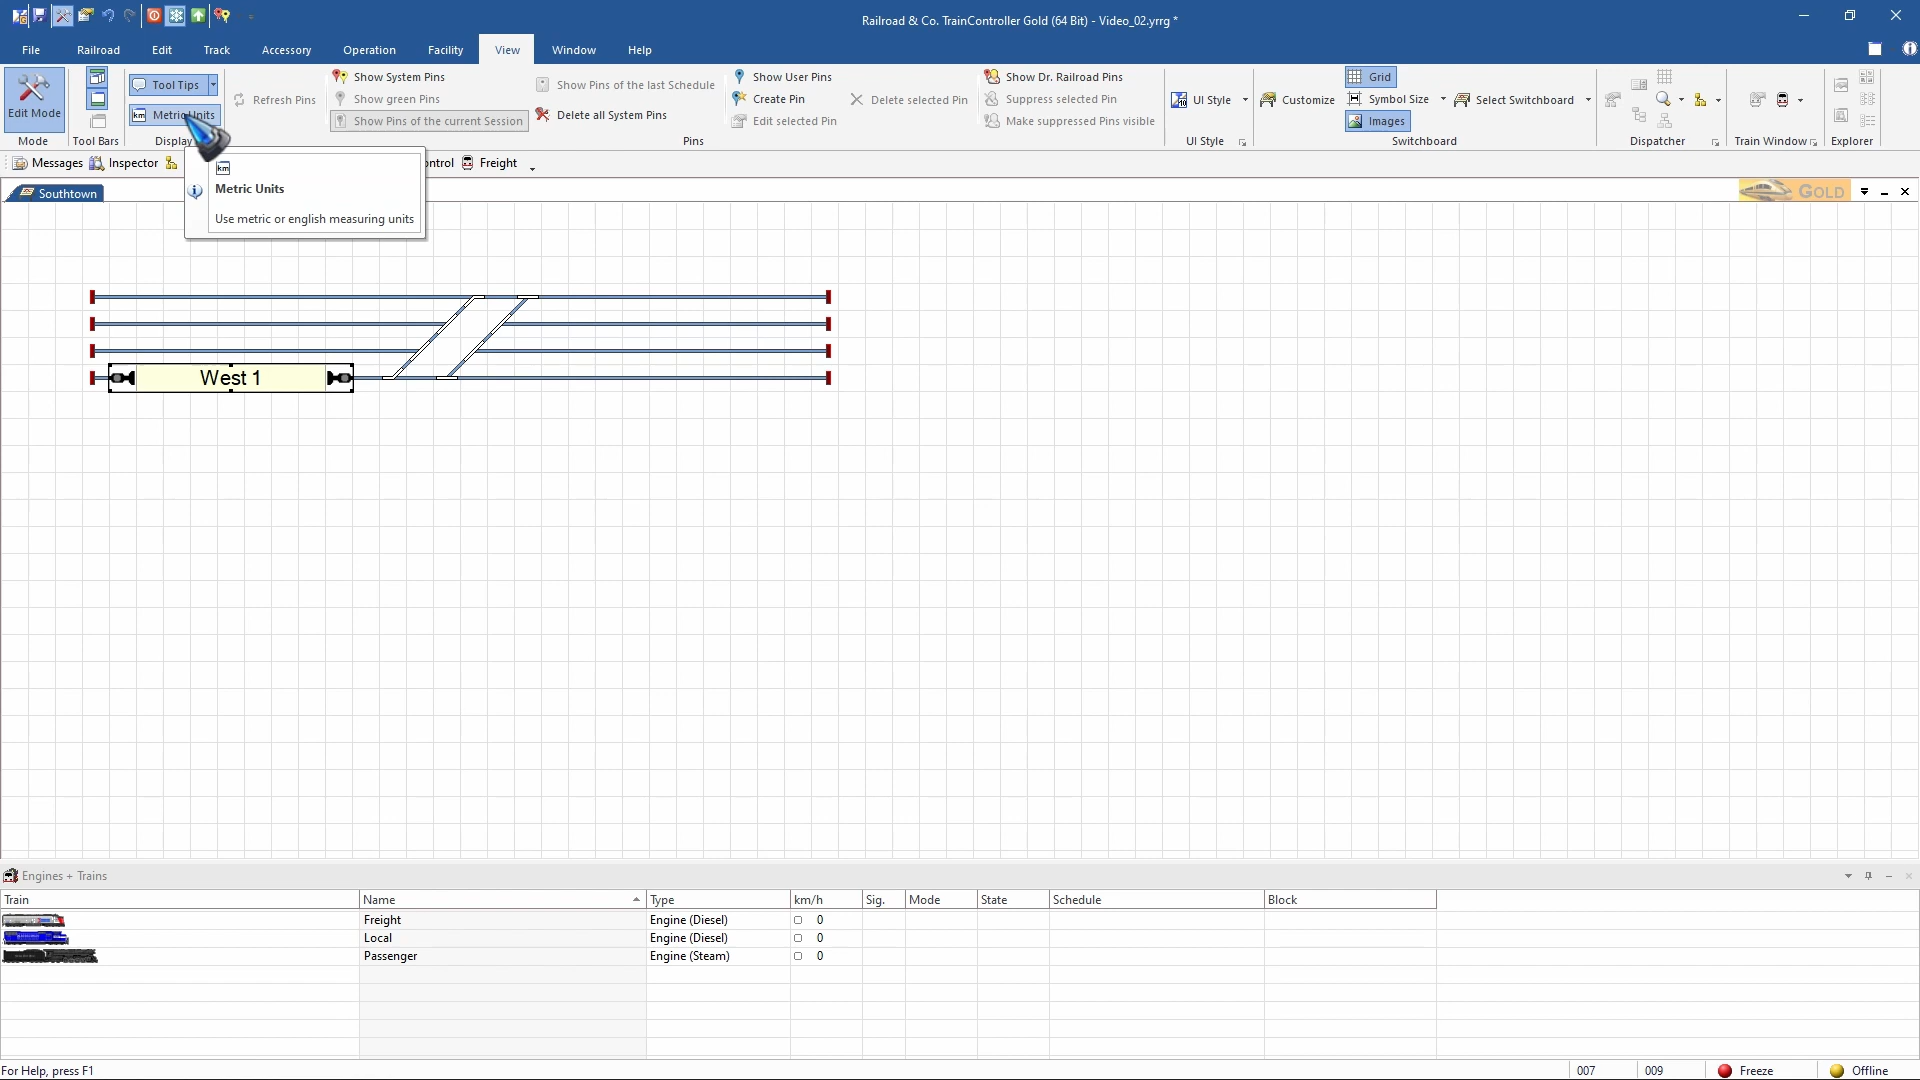 Railroad & Co. TrainController Gold (64 Bit) - Video_02.yrrg *
File Railroad Edit Track Accessory Operation Facility View Window Help
Edit Mode
Mode
Tool Bars
Tool Tips
km Metric Units
Display
Refresh Pins
Show System Pins
Show green Pins
Show Pins of the current Session
Show Pins of the last Schedule
Delete all System Pins
Show User Pins
Create Pin
Edit selected Pin
Delete selected Pin
Show Dr. Railroad Pins
Suppress selected Pin
Make suppressed Pins visible
Pins
UI Style
UI Style
Customize
Grid
Symbol Size
Images
Select Switchboard
Switchboard
Dispatcher
Train Window
Explorer
Messages Inspector ontrol Freight
km
Metric Units
Use metric or english measuring units
Southtown
GOLD
West 1
Engines + Trains
Train Name Type km/h Sig. Mode State Schedule Block
Freight Engine (Diesel) 0
Local Engine (Diesel) 0
Passenger Engine (Steam) 0
For Help, press F1 007 009 Freeze Offline